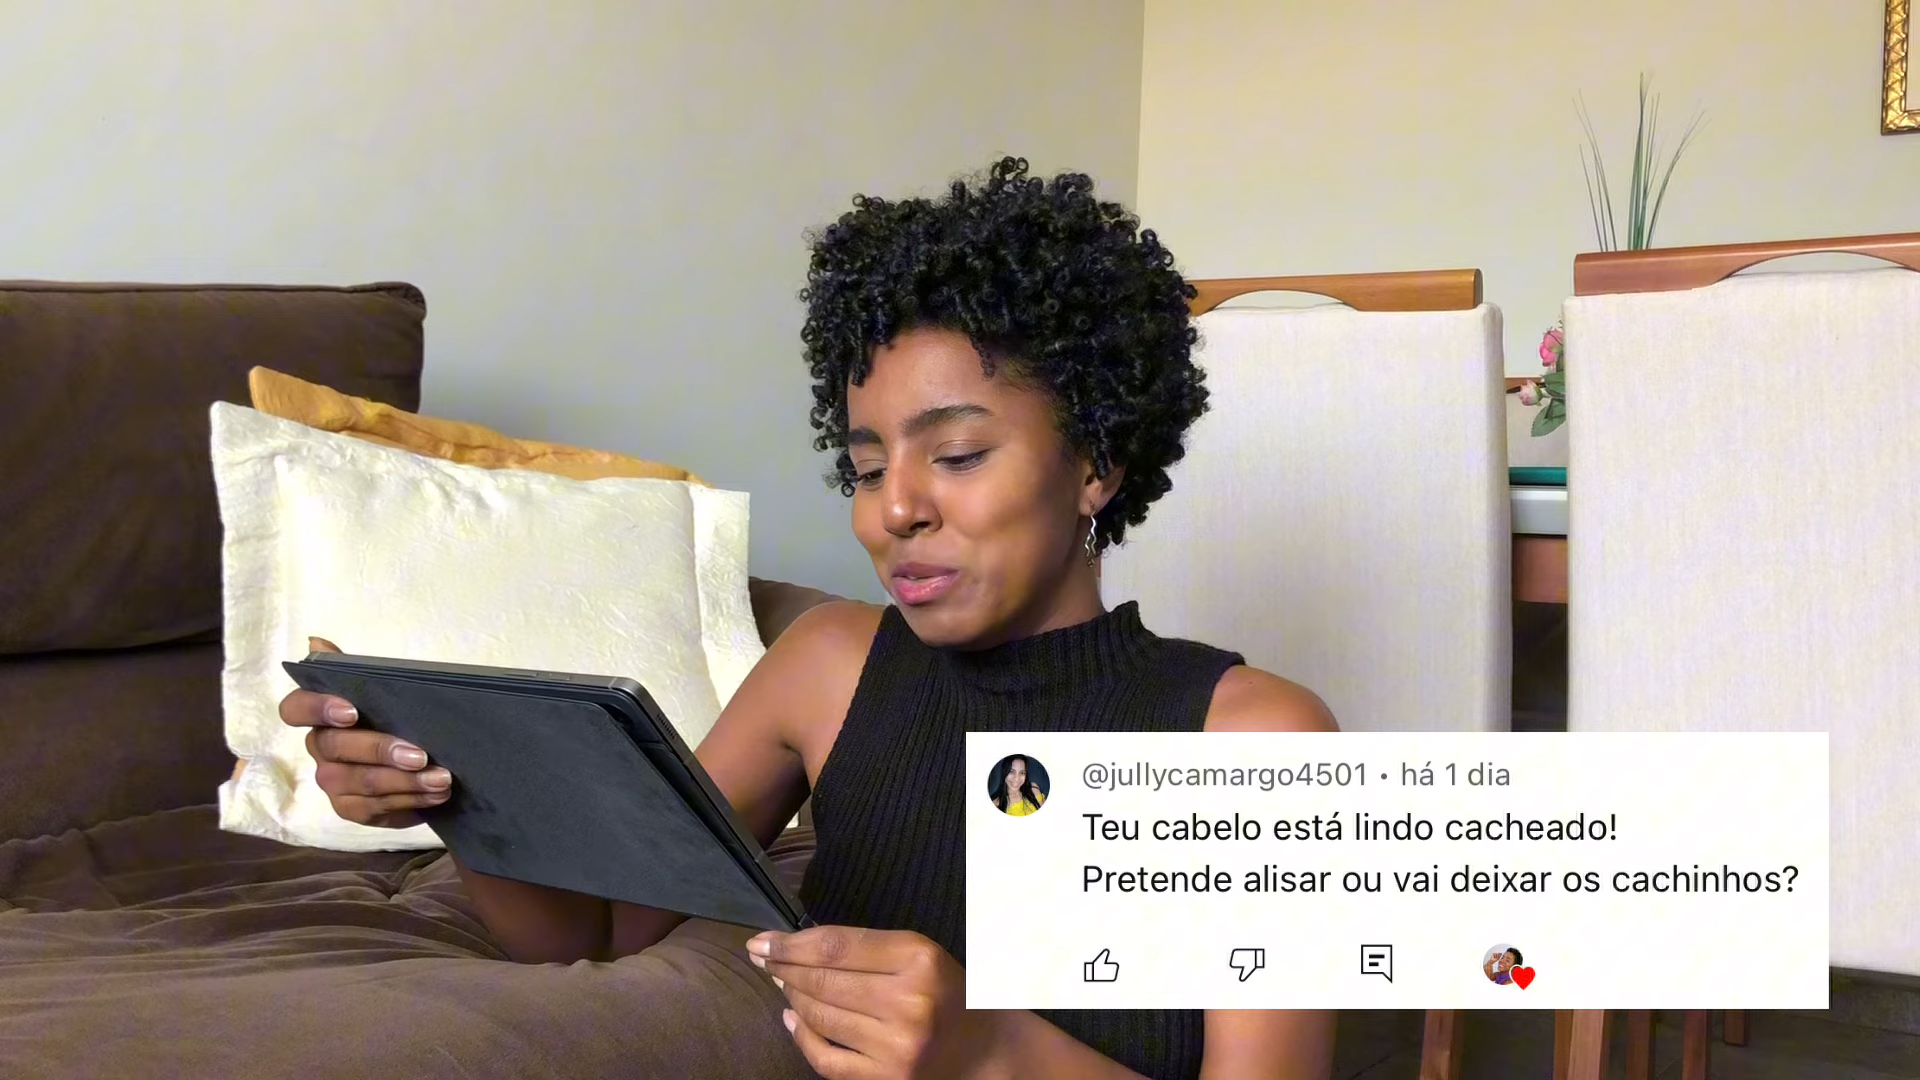 @jullycamargo4501 • há 1 dia
Teu cabelo está lindo cacheado!
Pretende alisar ou vai deixar os cachinhos?